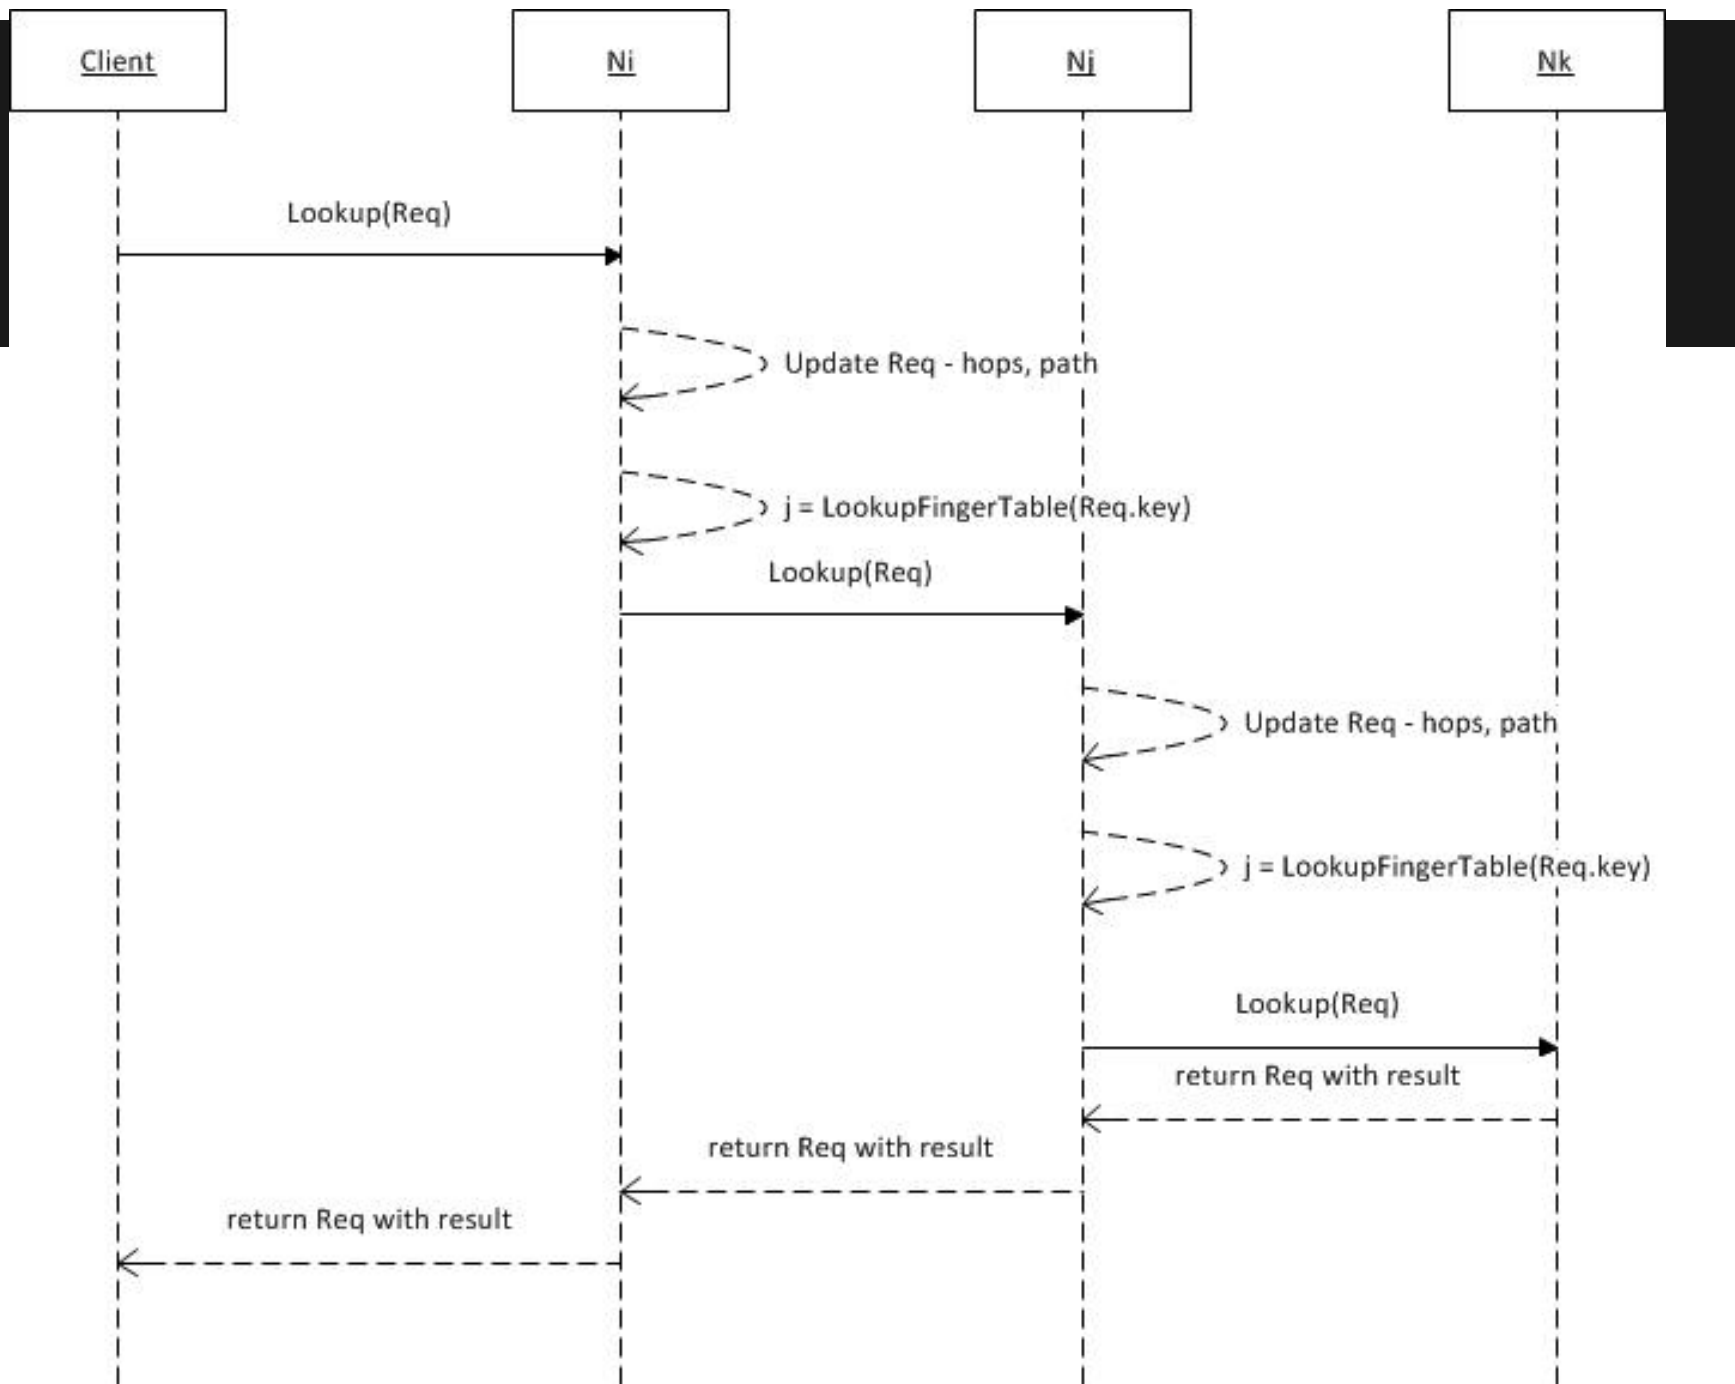 Client
Ni
Nj
Nk
Lookup(Req)
Update Req - hops, path
j = LookupFingerTable(Req.key)
Lookup(Req)
Update Req - hops, path
j = LookupFingerTable(Req.key)
Lookup(Req)
return Req with result
return Req with result
return Req with result